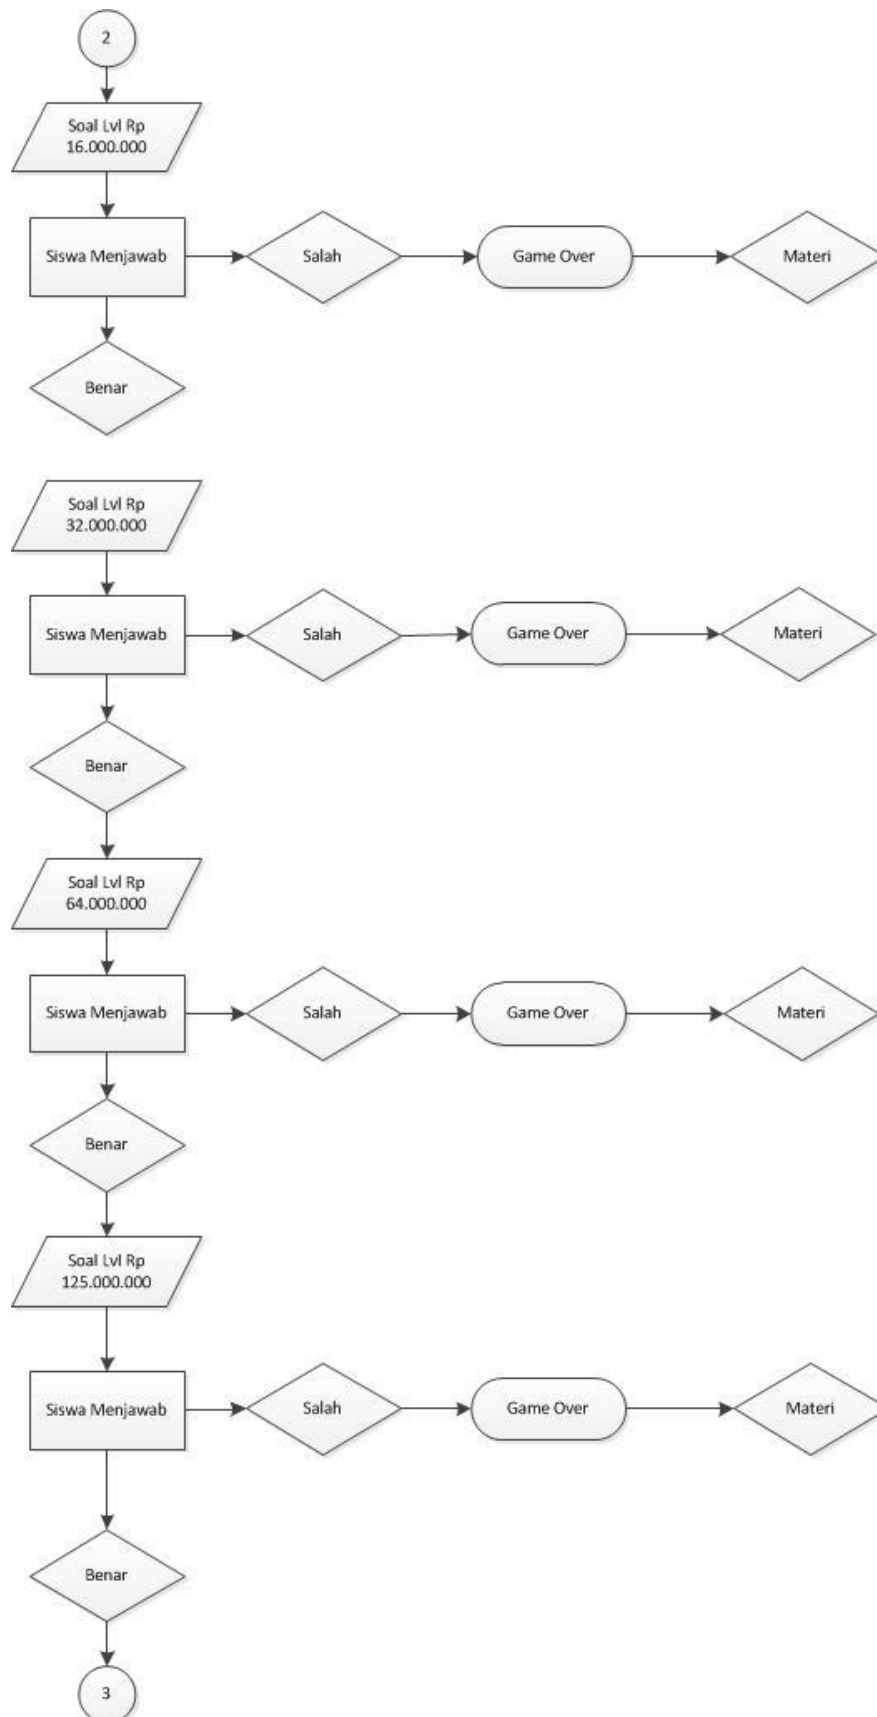 2
Soal Lvl Rp
16.000.000
Siswa Menjawab
Salah
Game Over
Materi
Benar
Soal Lvl Rp
32.000.000
Siswa Menjawab
Salah
Game Over
Materi
Benar
Soal Lvl Rp
64.000.000
Siswa Menjawab
Salah
Game Over
Materi
Benar
Soal Lvl Rp
125.000.000
Siswa Menjawab
Salah
Game Over
Materi
Benar
3